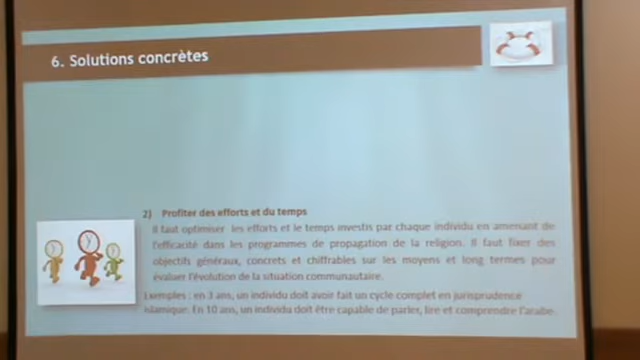 6. Solutions concrètes
2) Profiter des efforts et du temps
Il faut optimiser les efforts et le temps investis par chaque individu en amenant de
l'efficacité dans les programmes de propagation de la religion. Il faut fixer des
objectifs généraux, concrets et chiffrables sur les moyens et long termes pour
évaluer l'évolution de la situation communautaire.
Exemples : en 3 ans, un individu doit avoir fait un cycle complet en jurisprudence
islamique. En 10 ans, un individu doit être capable de parler, lire et comprendre l'arabe.